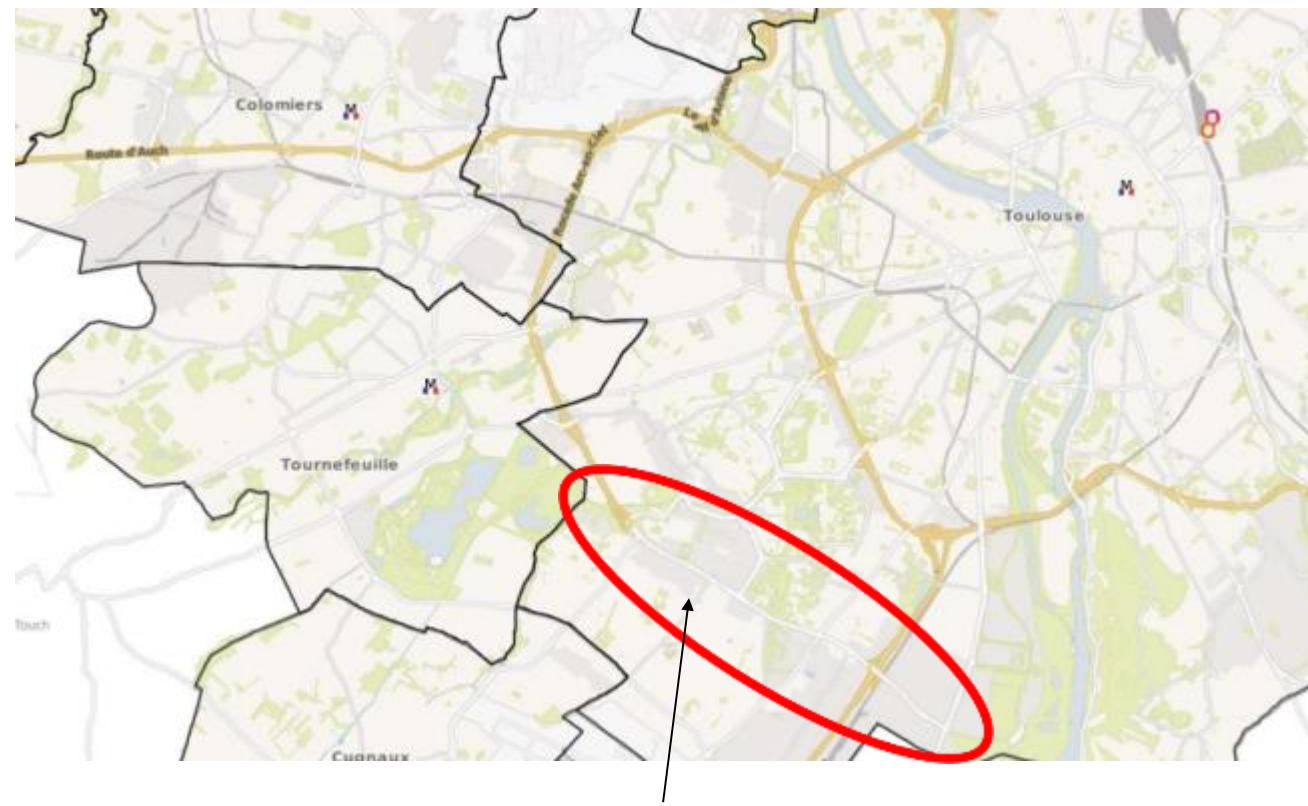 Colomiers
M
Route d'Auch
Rocade Arc-en-Ciel
M
Toulouse
M
Tournefeuille
Touch
Cugnaux